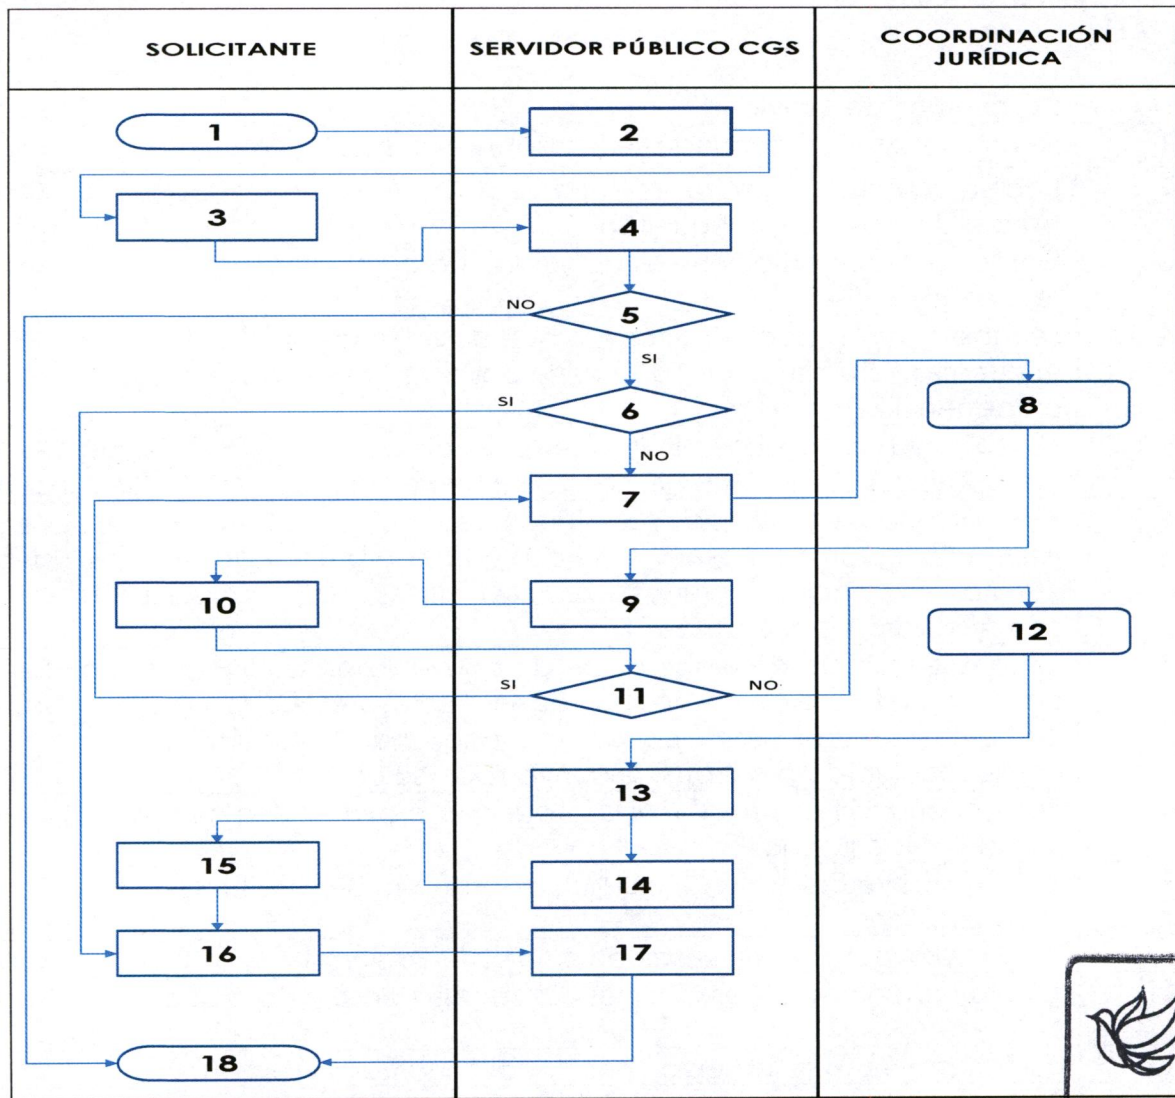 SOLICITANTE
SERVIDOR PÚBLICO CGS
COORDINACIÓN
JURÍDICA
1
2
3
4
NO
5
SI
SI
6
8
NO
7
10
9
12
SI
11
NO
13
15
14
16
17
18